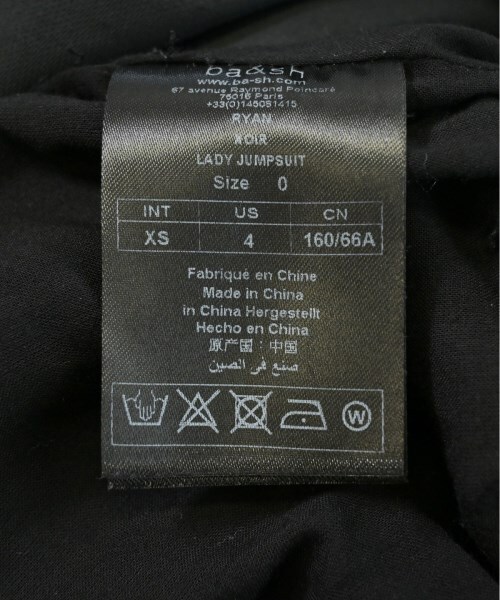 ba&sh
www.ba-sh.com
67 avenue Raymond Poincaré
75016 Paris
+33(0)145081415
RYAN
NOIR
LADY JUMPSUIT
Size 0
INT US CN
XS 4 160/66A
Fabriqué en Chine
Made in China
in China Hergestellt
Hecho en China
原产国：中国
صنع في الصين
W